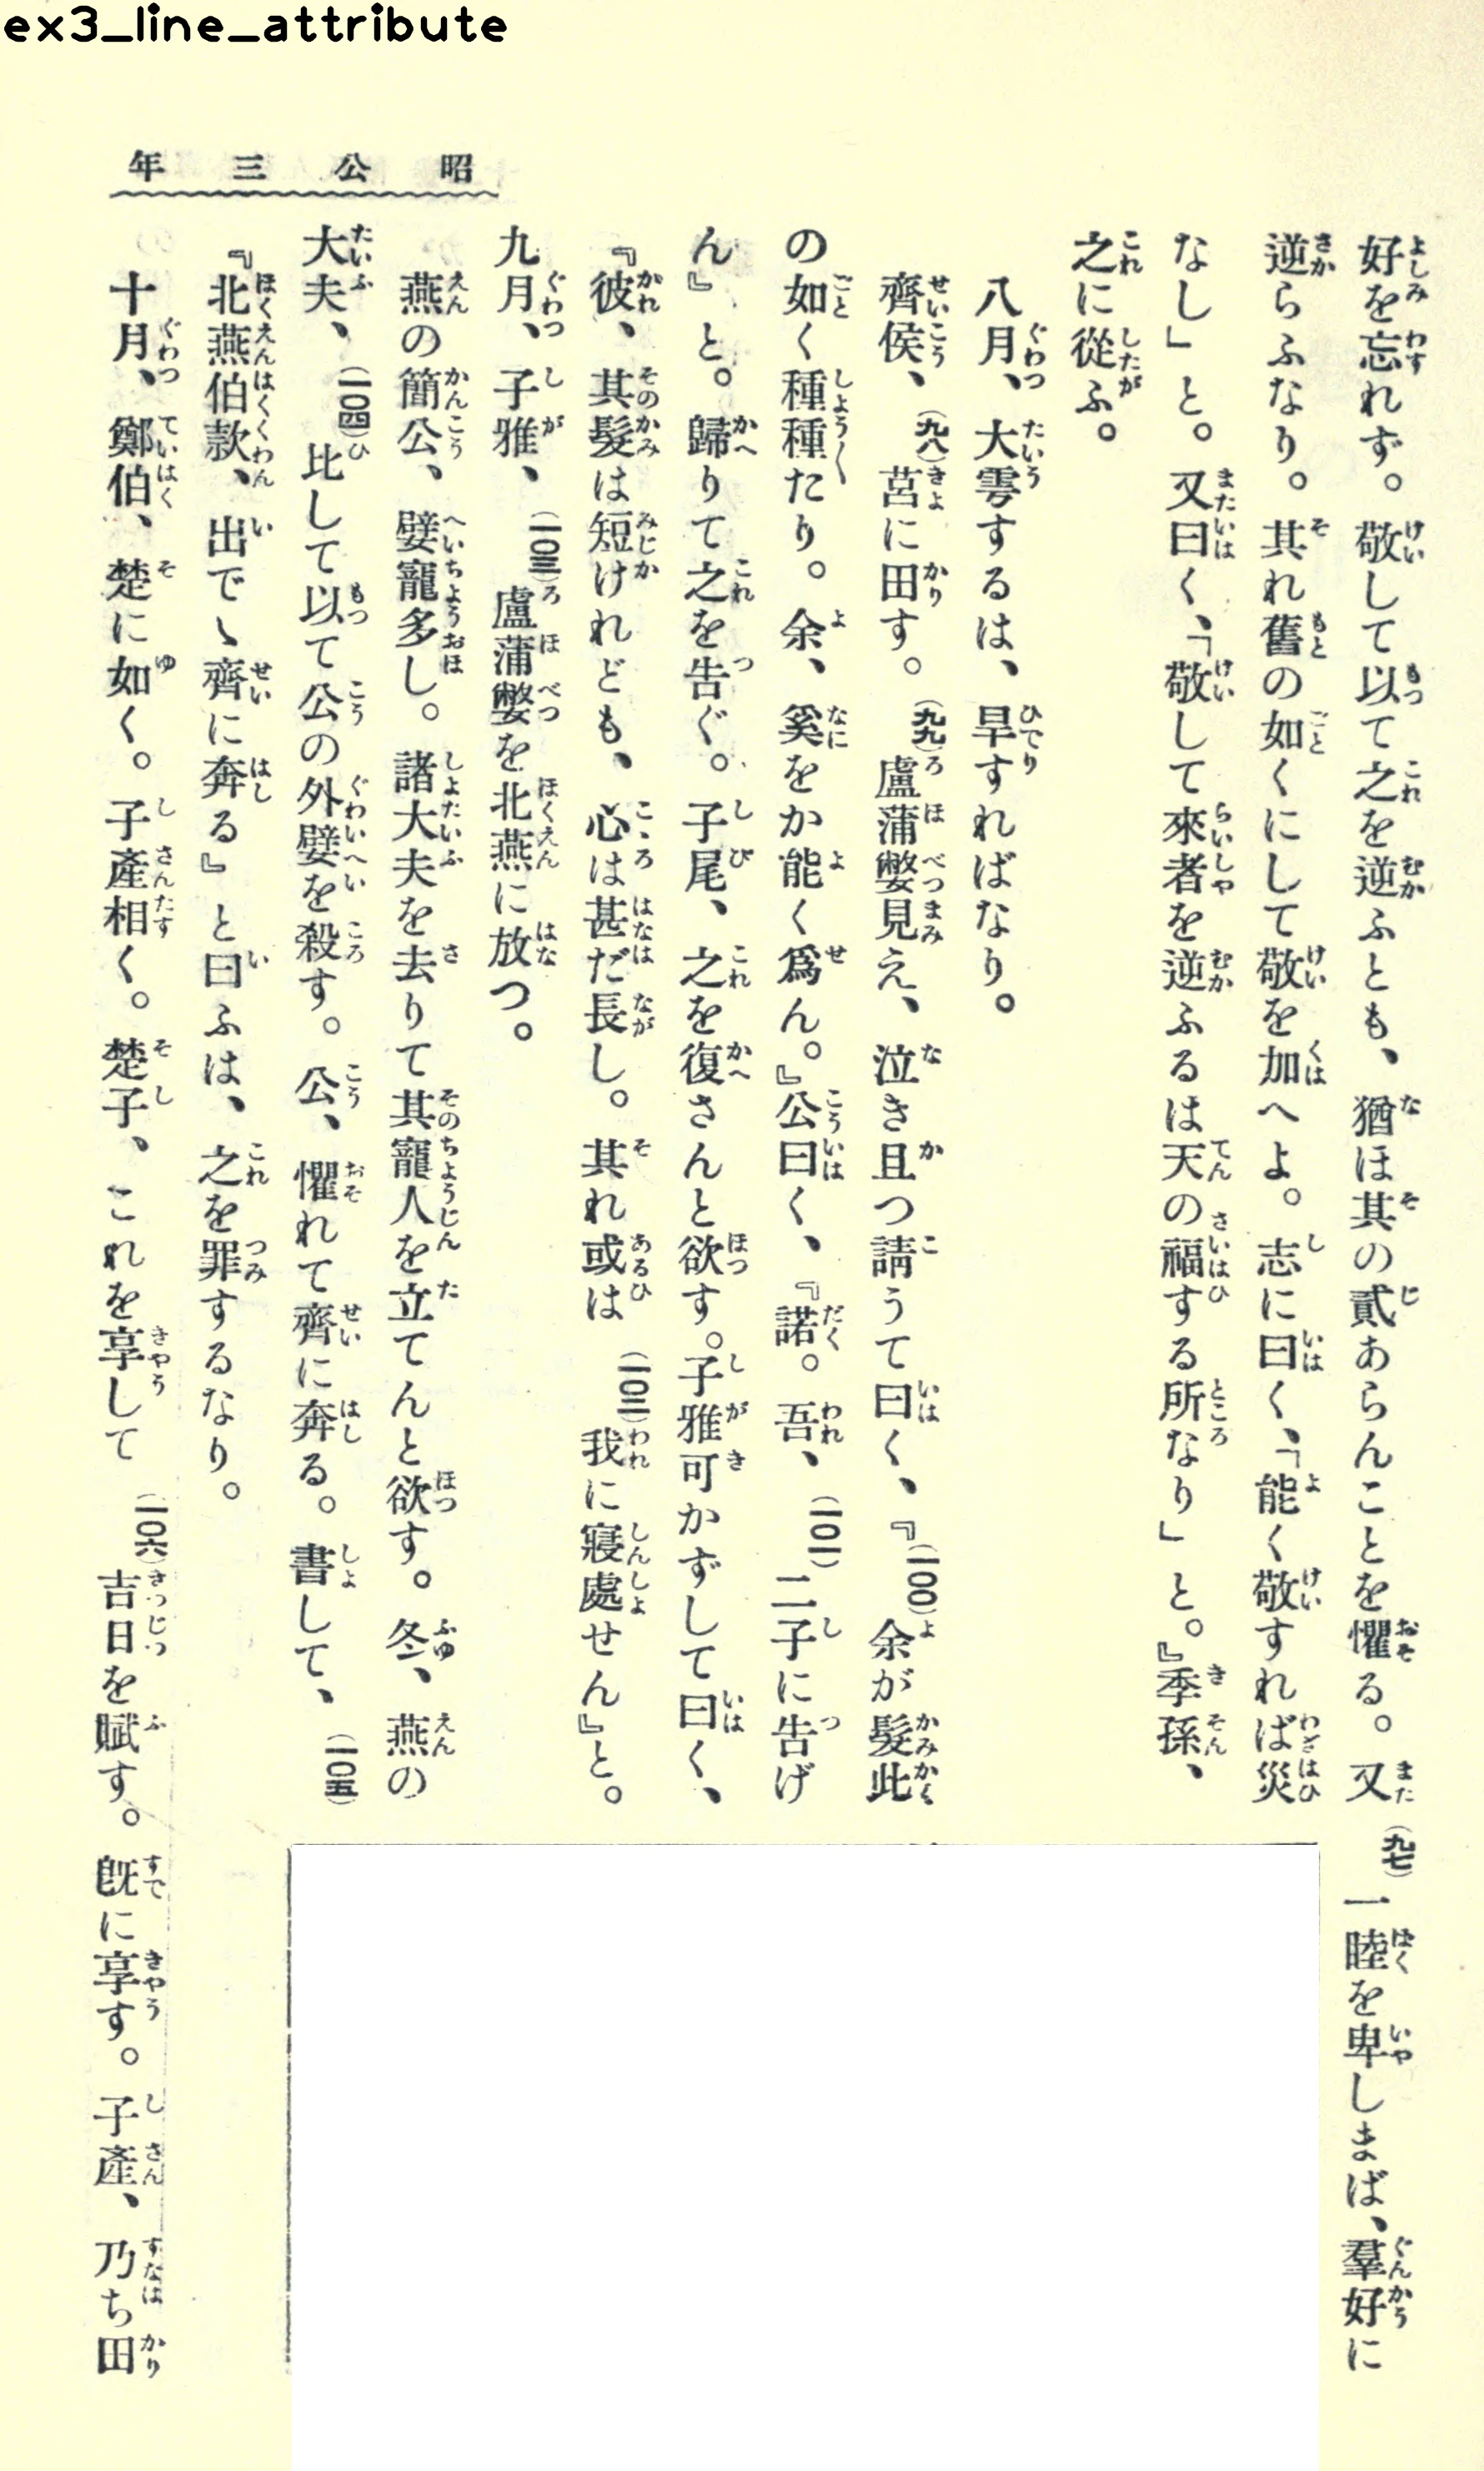 ex3_line_attribute
昭公三年
好を忘れず。敬して以て之を逆ふとも、猶ほ其の貳あらんことを懼る。又(九七)一睦を卑しまば、羣好に
逆らふなり。其れ舊の如くにして敬を加へよ。志に曰く、「能く敬すれば災
なし」と。又曰く、「敬して來者を逆ふるは天の福する所なり」と。』季孫、
之に從ふ。
八月、大雩するは、旱すればなり。
齊侯、(九八)莒に田す。(九九)盧蒲嫳見え、泣き且つ請うて曰く、『(一〇〇)余が髮此
の如く種種たり。余、奚をか能く爲ん。』公曰く、『諾。吾、(一〇一)二子に告げ
ん』と。歸りて之を告ぐ。子尾、之を復さんと欲す。子雅可かずして曰く、
『彼、其髮は短けれども、心は甚だ長し。其れ或は(一〇二)我に寢處せん』と。
九月、子雅、(一〇三)盧蒲嫳を北燕に放つ。
燕の簡公、嬖寵多し。諸大夫を去りて其寵人を立てんと欲す。冬、燕の
大夫、(一〇四)比して以て公の外嬖を殺す。公、懼れて齊に奔る。書して、(一〇五)
『北燕伯款、出でゝ齊に奔る』と曰ふは、之を罪するなり。
十月、鄭伯、楚に如く。子產相く。楚子、これを享して(一〇六)吉日を賦す。既に享す。子產、乃ち田